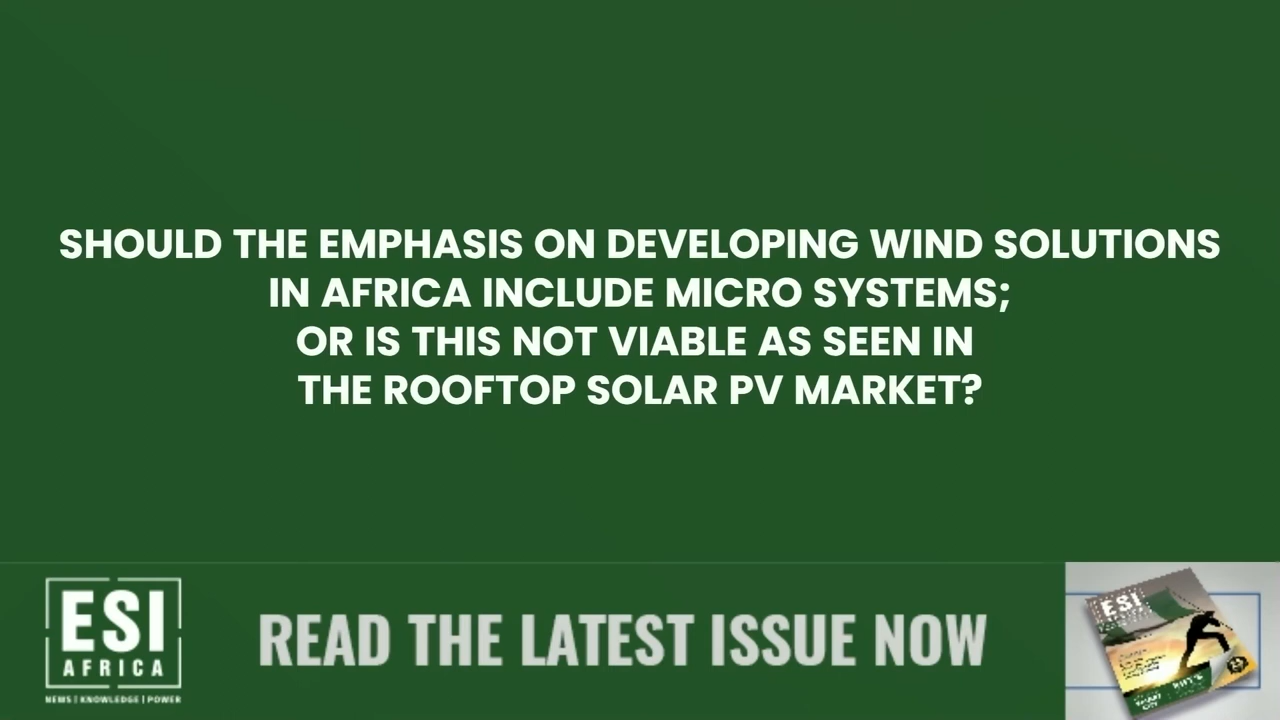 SHOULD THE EMPHASIS ON DEVELOPING WIND SOLUTIONS
IN AFRICA INCLUDE MICRO SYSTEMS;
OR IS THIS NOT VIABLE AS SEEN IN
THE ROOFTOP SOLAR PV MARKET?
ESI
AFRICA
NEWS | KNOWLEDGE | POWER
READ THE LATEST ISSUE NOW
ESI